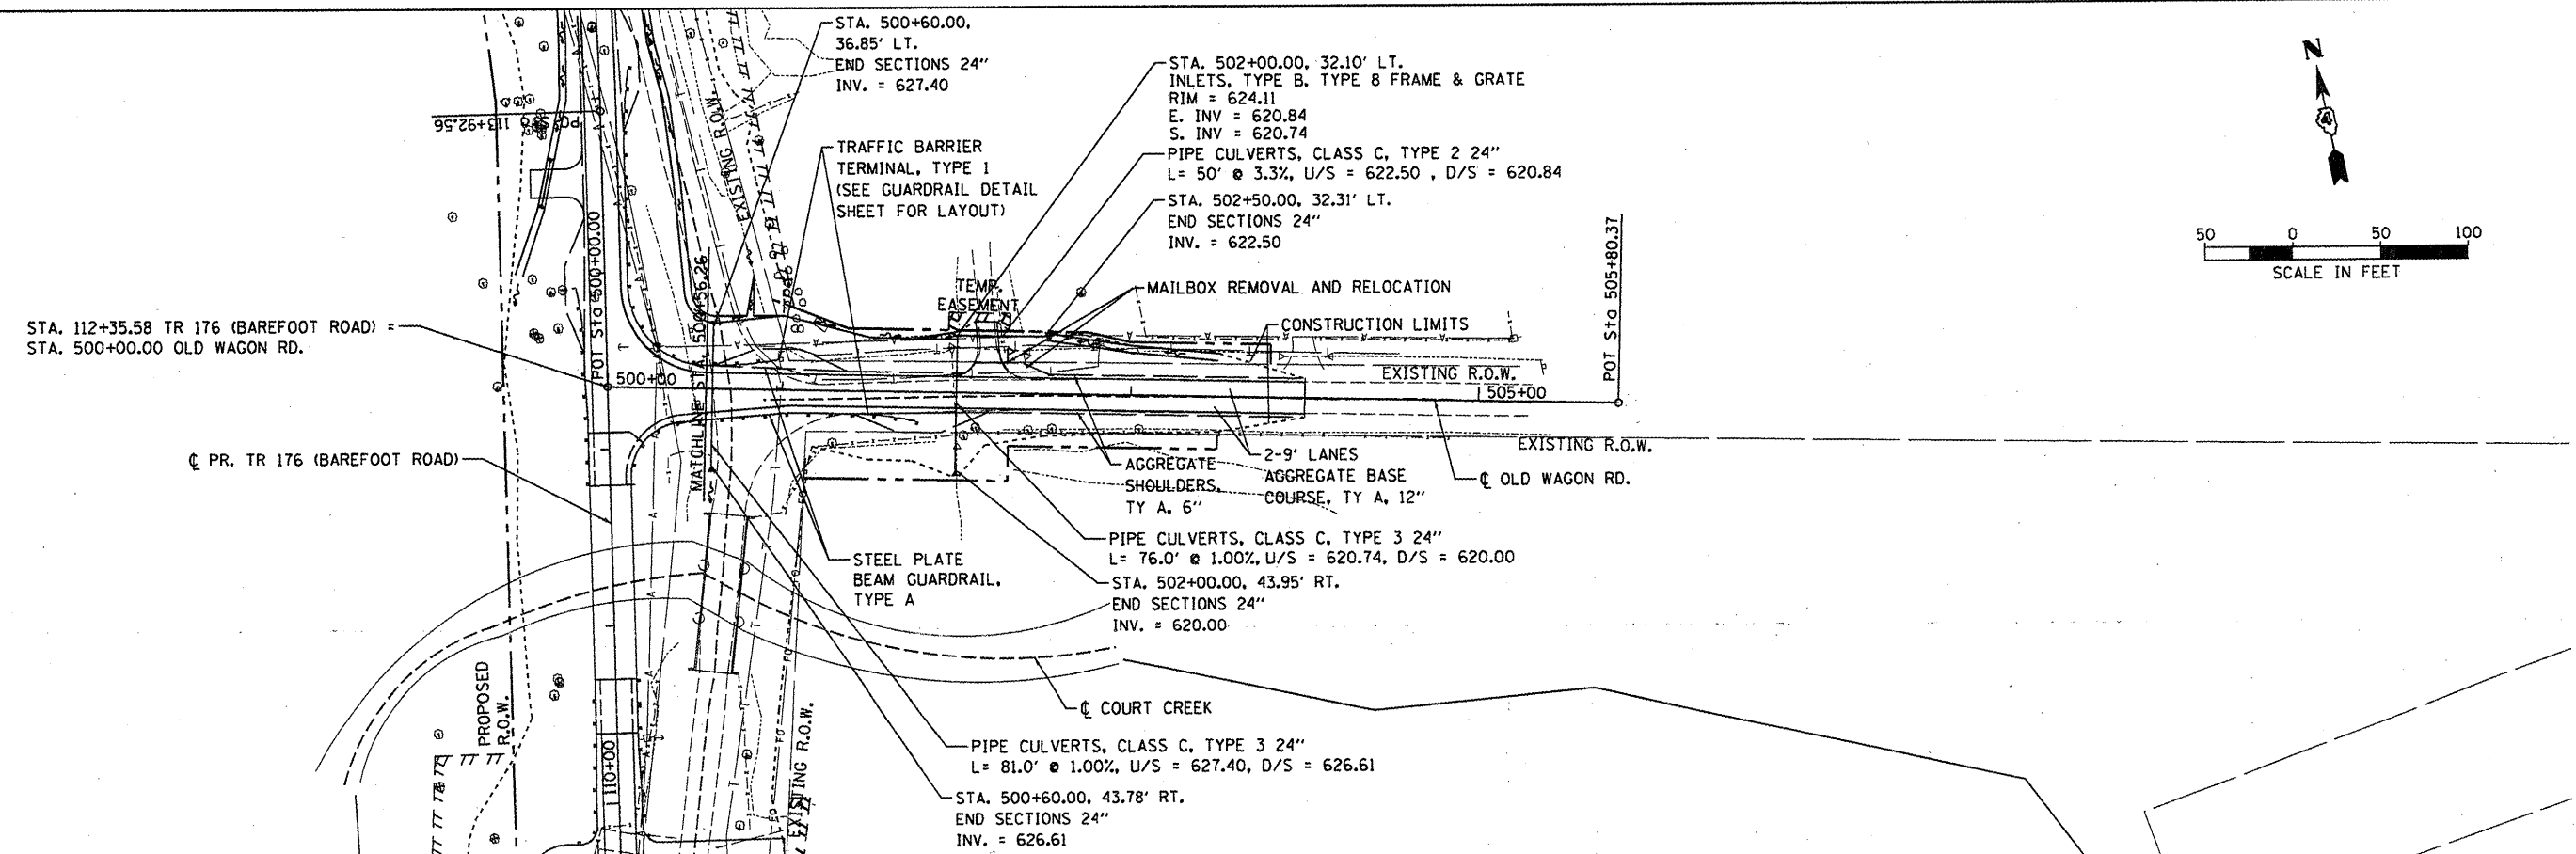 STA. 500+60.00,
36.85' LT.
END SECTIONS 24"
INV. = 627.40
STA. 502+00.00, 32.10' LT.
INLETS, TYPE B, TYPE 8 FRAME & GRATE
RIM = 624.11
E. INV = 620.84
S. INV = 620.74
PIPE CULVERTS, CLASS C, TYPE 2 24"
L= 50' @ 3.3%, U/S = 622.50 , D/S = 620.84
STA. 502+50.00, 32.31' LT.
END SECTIONS 24"
INV. = 622.50
N
4
50 0 50 100
SCALE IN FEET
113+92.56
EXISTING R.O.W.
TRAFFIC BARRIER
TERMINAL, TYPE 1
(SEE GUARDRAIL DETAIL
SHEET FOR LAYOUT)
POT Sta 500+00.00
MATCHLINE STA. 500+56.26
TEMP.
EASEMENT
MAILBOX REMOVAL AND RELOCATION
CONSTRUCTION LIMITS
POT Sta 505+80.37
STA. 112+35.58 TR 176 (BAREFOOT ROAD) =
STA. 500+00.00 OLD WAGON RD.
500+00
EXISTING R.O.W.
505+00
EXISTING R.O.W.
℄ PR. TR 176 (BAREFOOT ROAD)
AGGREGATE
SHOULDERS,
TY A, 6"
2-9' LANES
AGGREGATE BASE
COURSE, TY A, 12"
℄ OLD WAGON RD.
STEEL PLATE
BEAM GUARDRAIL,
TYPE A
PIPE CULVERTS, CLASS C, TYPE 3 24"
L= 76.0' @ 1.00%, U/S = 620.74, D/S = 620.00
STA. 502+00.00, 43.95' RT.
END SECTIONS 24"
INV. = 620.00
℄ COURT CREEK
PROPOSED
R.O.W.
110+00
EXISTING R.O.W.
PIPE CULVERTS, CLASS C, TYPE 3 24"
L= 81.0' @ 1.00%, U/S = 627.40, D/S = 626.61
STA. 500+60.00, 43.78' RT.
END SECTIONS 24"
INV. = 626.61